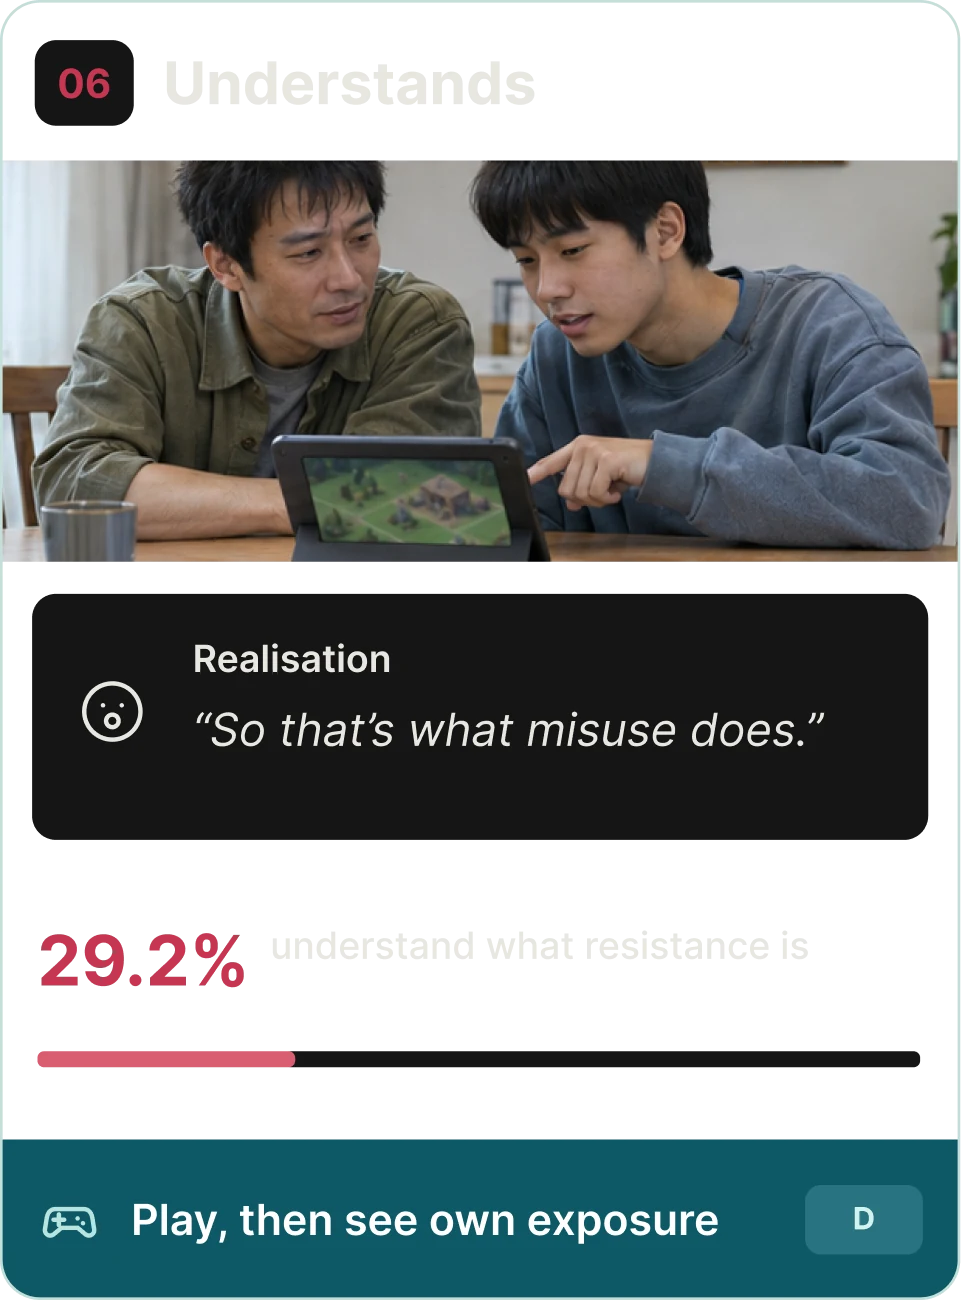 06
Understands
Realisation
“So that’s what misuse does.”
29.2%
understand what resistance is
Play, then see own exposure
D